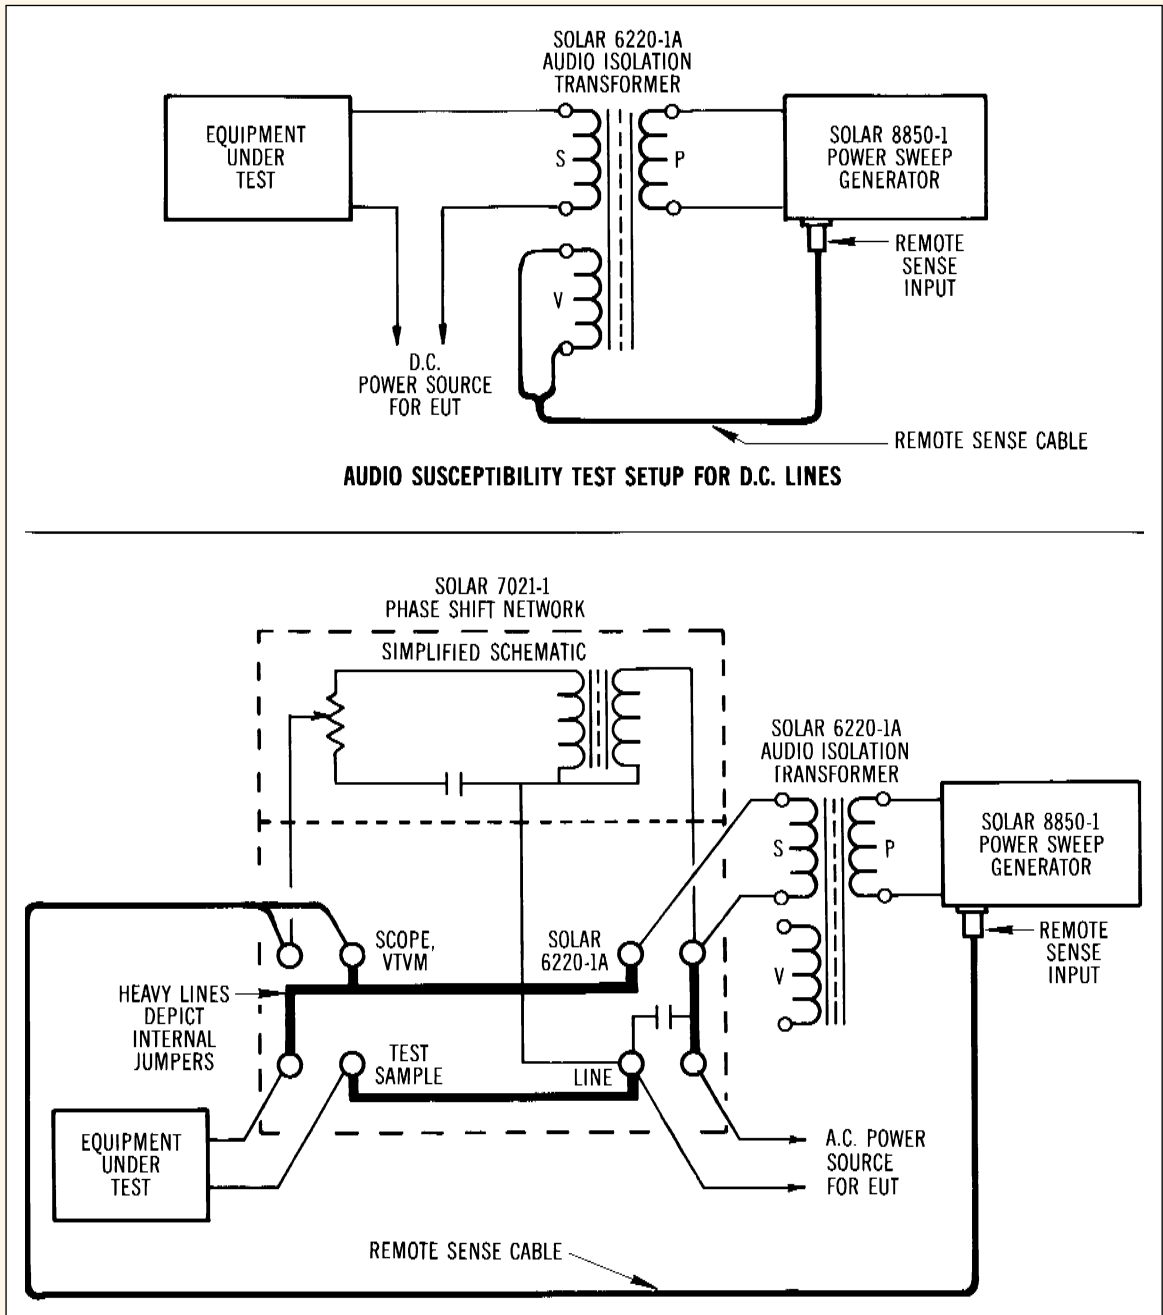 SOLAR 6220-1A
AUDIO ISOLATION
TRANSFORMER
EQUIPMENT
UNDER
TEST
S
P
SOLAR 8850-1
POWER SWEEP
GENERATOR
REMOTE
SENSE
INPUT
V
D.C.
POWER SOURCE
FOR EUT
REMOTE SENSE CABLE
AUDIO SUSCEPTIBILITY TEST SETUP FOR D.C. LINES
SOLAR 7021-1
PHASE SHIFT NETWORK
SIMPLIFIED SCHEMATIC
SOLAR 6220-1A
AUDIO ISOLATION
TRANSFORMER
S
P
SOLAR 8850-1
POWER SWEEP
GENERATOR
SCOPE,
VTVM
SOLAR
6220-1A
REMOTE
SENSE
INPUT
V
HEAVY LINES
DEPICT
INTERNAL
JUMPERS
TEST
SAMPLE
LINE
EQUIPMENT
UNDER
TEST
A.C. POWER
SOURCE
FOR EUT
REMOTE SENSE CABLE